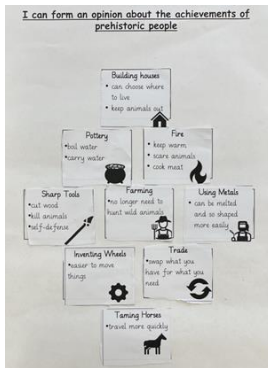 I can form an opinion about the achievements of
prehistoric people
Building houses
• can choose where
to live
• keep animals out
Pottery
•boil water
•carry water
Fire
• keep warm
• scare animals
• cook meat
Sharp Tools
•cut wood
•kill animals
•self-defense
Farming
•no longer need to
hunt wild animals
Using Metals
• can be melted
and so shaped
more easily
Inventing Wheels
•easier to move
things
Trade
•swap what you
have for what you
need
Taming Horses
•travel more quickly